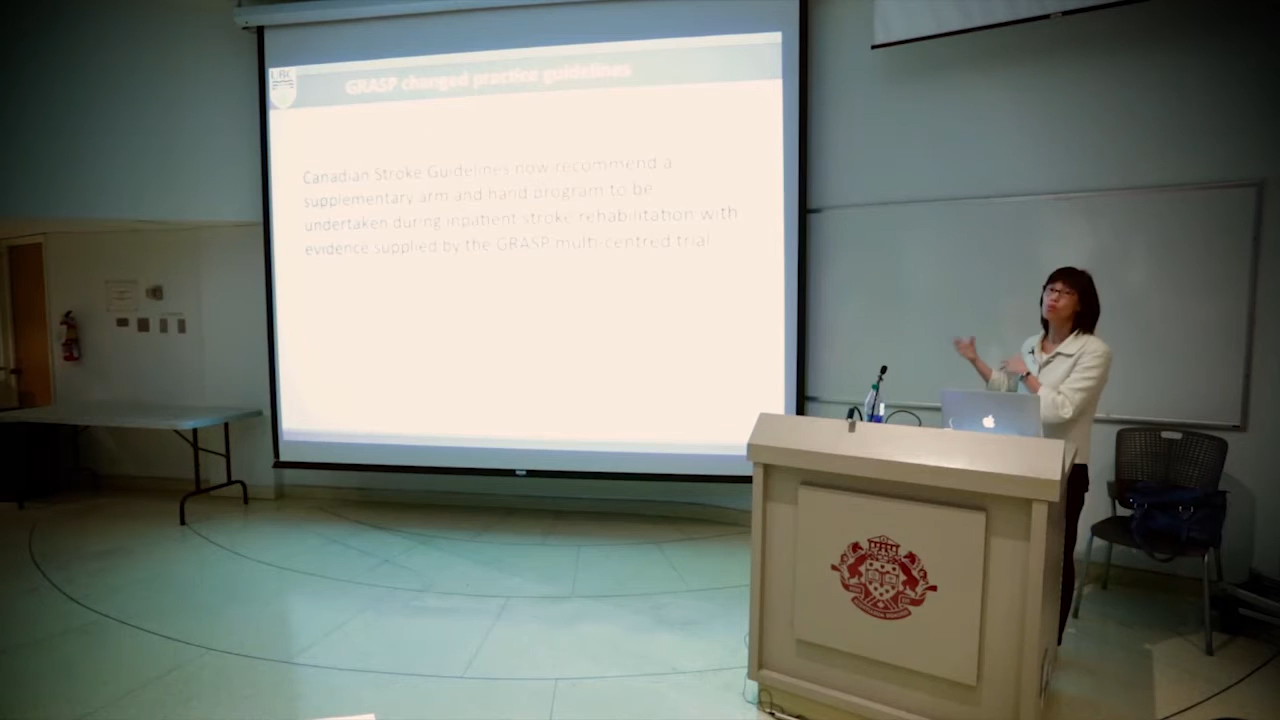 UBC
GRASP changed practice guidelines
Canadian Stroke Guidelines now recommend a
supplementary arm and hand program to be
undertaken during inpatient stroke rehabilitation with
evidence supplied by the GRASP multi-centred trial